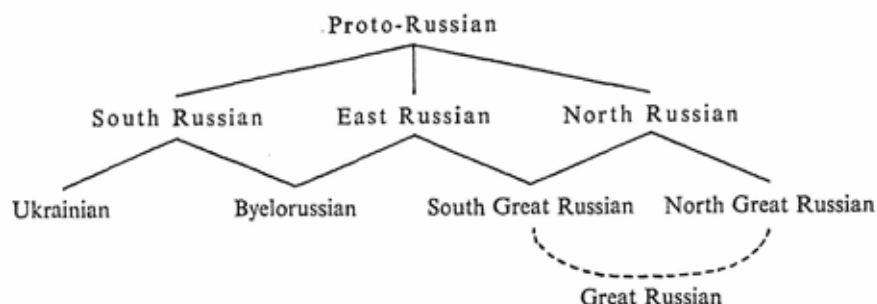 Proto-Russian
South Russian East Russian North Russian
Ukrainian Byelorussian South Great Russian North Great Russian
Great Russian